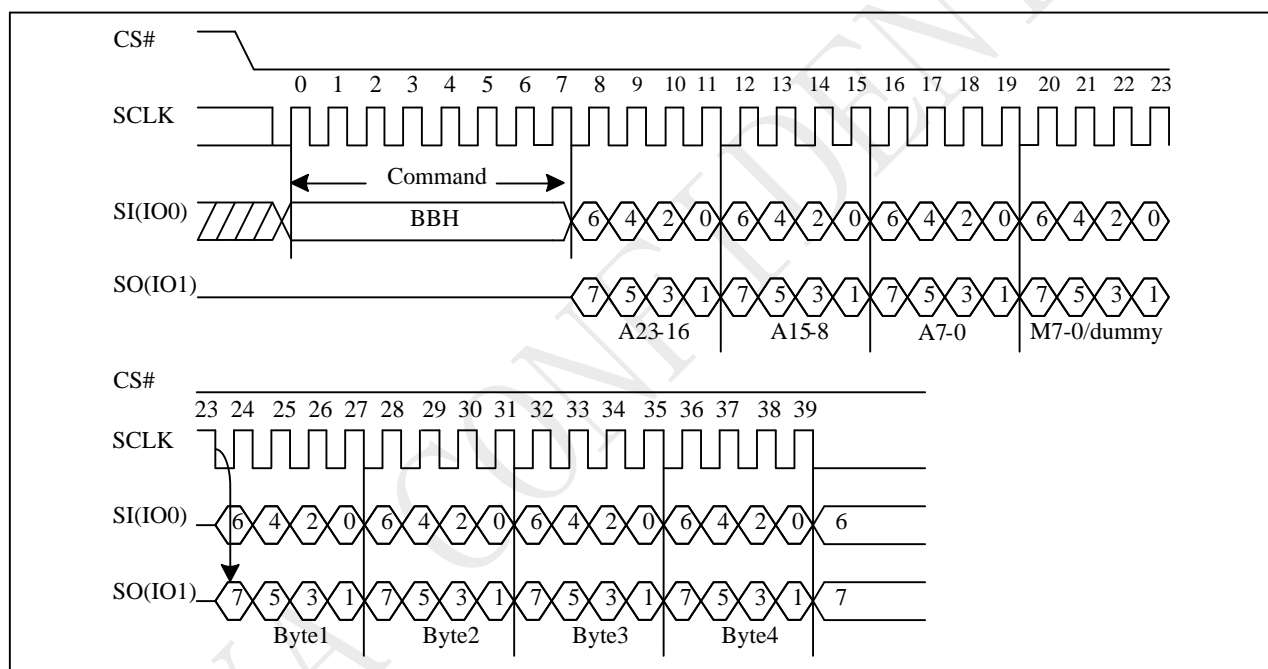 CS#
0 1 2 3 4 5 6 7 8 9 10 11 12 13 14 15 16 17 18 19 20 21 22 23
SCLK
Command
SI(IO0) BBH 6 4 2 0 6 4 2 0 6 4 2 0 6 4 2 0
SO(IO1) 7 5 3 1 7 5 3 1 7 5 3 1 7 5 3 1
A23-16 A15-8 A7-0 M7-0/dummy
CS#
23 24 25 26 27 28 29 30 31 32 33 34 35 36 37 38 39
SCLK
SI(IO0) 6 4 2 0 6 4 2 0 6 4 2 0 6 4 2 0 6
SO(IO1) 7 5 3 1 7 5 3 1 7 5 3 1 7 5 3 1 7
Byte1 Byte2 Byte3 Byte4
CONFIDENT